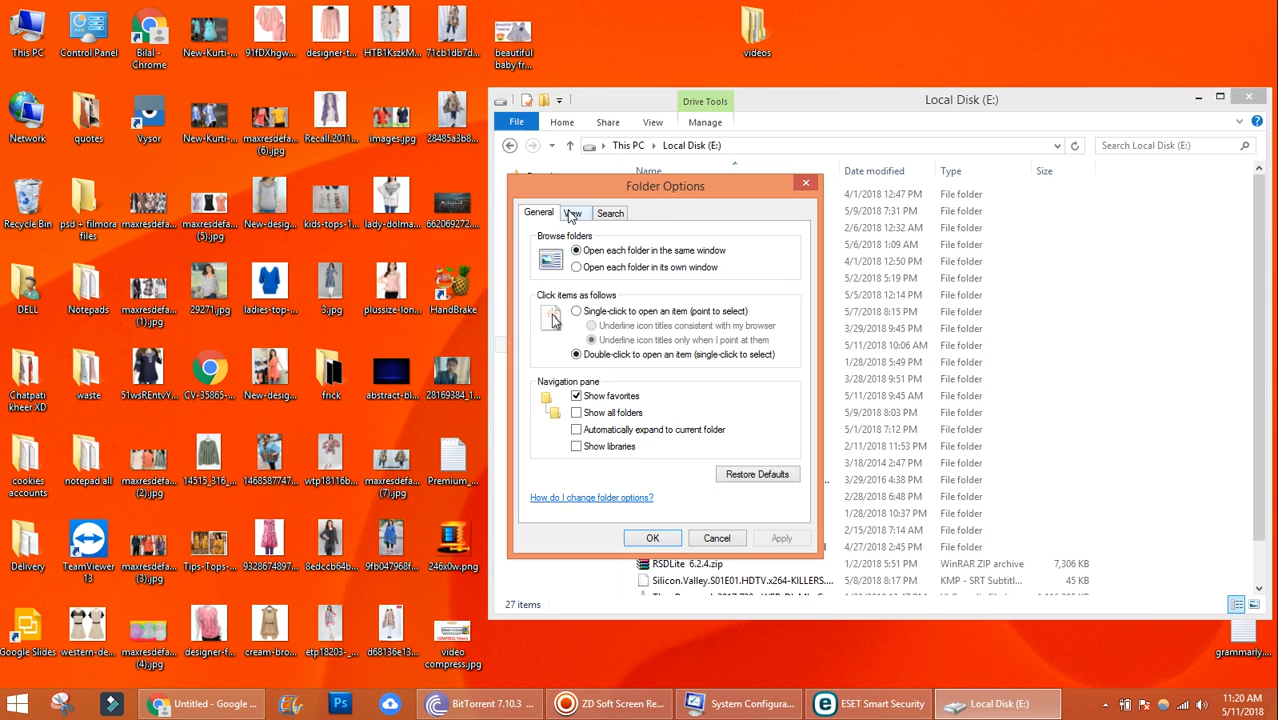 This PC
Control Panel
Bilal -
Chrome
New-Kurti-...
91fDXhgw...
designer-t...
HTB1KszkM...
71cb1db7d...
beautiful
baby fr...
videos
Network
quotes
Vysor
New-Kurti-...
maxresdefa...
(6).jpg
Recall.2011...
images.jpg
28485a3b8...
Recycle Bin
psd + filmora
files
maxresdefa...
New-desig...
maxresdefa...
(5).jpg
kids-tops-1...
lady-dolma...
662069272...
DELL
Notepads
maxresdefa...
(1).jpg
29271.jpg
ladies-top-...
3.jpg
plussize-lon...
HandBrake
Chatpati
kheer XD
waste
51wsREntvY...
CV-35865-...
New-desig...
frick
abstract-bl...
28169384_1...
cookies
accounts
notepad all
maxresdefa...
(2).jpg
14515_316_...
1468587747...
wtp18116b...
maxresdefa...
(7).jpg
Premium_...
Delivery
TeamViewer
13
maxresdefa...
(3).jpg
Tips-Tops-...
9328674897...
8edccb64b...
9fb047968f...
246x0w.png
Google Slides
western-de...
maxresdefa...
(4).jpg
designer-f...
cream-bro...
etp18203-_...
d68136e13...
video
compress.jpg
grammarly....
Drive Tools
Local Disk (E:)
File
Home
Share
View
Manage
This PC
Local Disk (E:)
Search Local Disk (E:)
Name
Date modified
Type
Size
4/1/2018 12:47 PM File folder
5/9/2018 7:31 PM File folder
2/6/2018 12:32 AM File folder
5/6/2018 1:09 AM File folder
4/1/2018 12:50 PM File folder
5/2/2018 5:19 PM File folder
5/5/2018 12:14 PM File folder
5/7/2018 8:15 PM File folder
3/29/2018 9:45 PM File folder
5/11/2018 10:06 AM File folder
1/28/2018 5:49 PM File folder
3/28/2018 9:51 PM File folder
5/11/2018 9:45 AM File folder
5/9/2018 8:03 PM File folder
5/1/2018 7:12 PM File folder
2/11/2018 11:53 PM File folder
3/18/2014 2:47 PM File folder
3/29/2016 4:38 PM File folder
2/28/2018 6:48 PM File folder
1/28/2018 10:37 PM File folder
2/15/2018 7:14 AM File folder
4/27/2018 2:45 PM File folder
RSDLite_6.2.4.zip 1/2/2018 5:51 PM WinRAR ZIP archive 7,306 KB
Silicon.Valley.S01E01.HDTV.x264-KILLERS.... 5/8/2018 8:17 PM KMP - SRT Subtitl... 45 KB
27 items
Folder Options
General
View
Search
Browse folders
Open each folder in the same window
Open each folder in its own window
Click items as follows
Single-click to open an item (point to select)
Underline icon titles consistent with my browser
Underline icon titles only when I point at them
Double-click to open an item (single-click to select)
Navigation pane
Show favorites
Show all folders
Automatically expand to current folder
Show libraries
Restore Defaults
How do I change folder options?
OK
Cancel
Apply
Untitled - Google ...
Ps
BitTorrent 7.10.3 ...
ZD Soft Screen Re...
System Configura...
ESET Smart Security
Local Disk (E:)
11:20 AM
5/11/2018